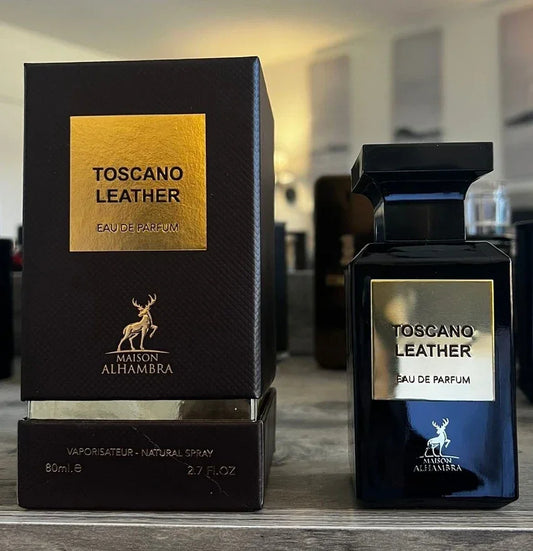 TOSCANO
LEATHER
EAU DE PARFUM
MAISON
ALHAMBRA
VAPORISATEUR - NATURAL SPRAY
80ml.e
2.7 Fl.OZ
TOSCANO
LEATHER
EAU DE PARFUM
MAISON
ALHAMBRA